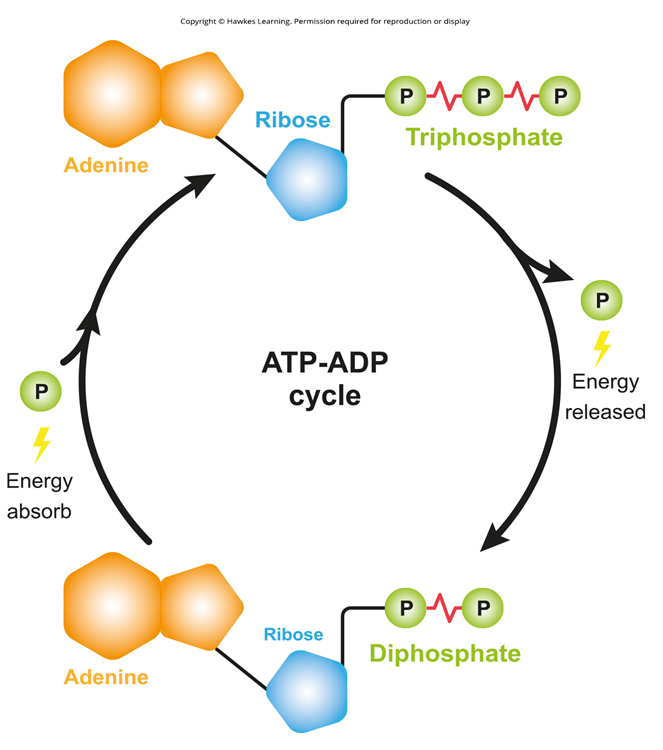 Copyright © Hawkes Learning. Permission required for reproduction or display
P P P
Ribose
Triphosphate
Adenine
P
ATP-ADP
cycle
Energy
released
P
Energy
absorb
P P
Ribose
Diphosphate
Adenine